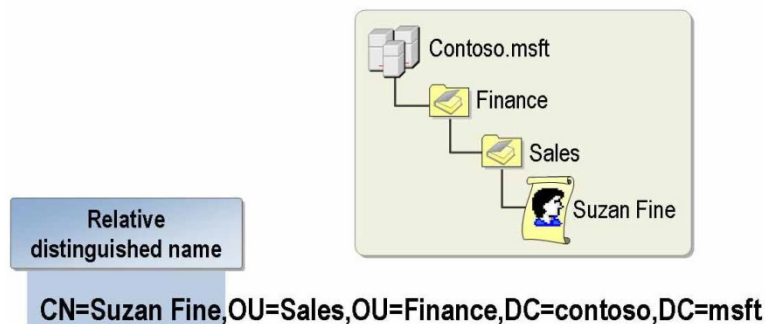 Contoso.msft
Finance
Sales
Suzan Fine
Relative
distinguished name
CN=Suzan Fine,OU=Sales,OU=Finance,DC=contoso,DC=msft